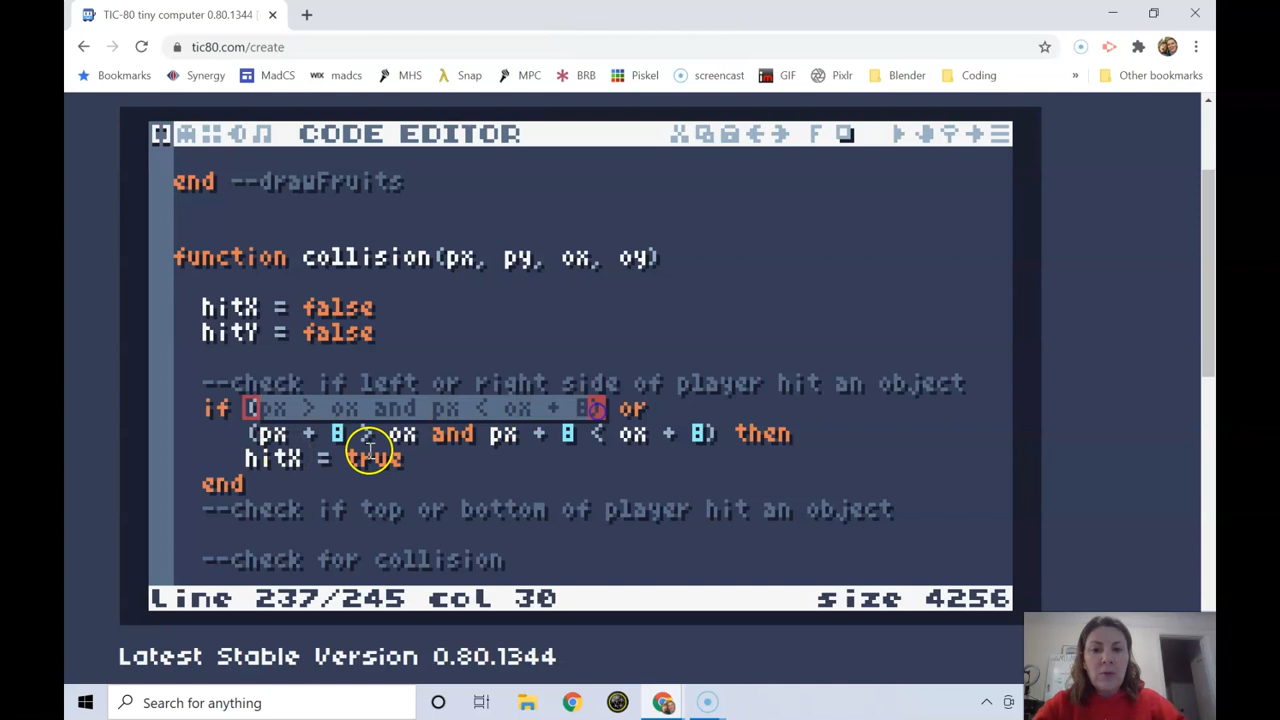 TIC-80 tiny computer 0.80.1344
tic80.com/create
Bookmarks Synergy MadCS WIX madcs MHS Snap MPC BRB Piskel screencast GIF Pixlr Blender Coding » Other bookmarks
CODE EDITOR F
end --drawFruits
function collision(px, py, ox, oy)
hitX = false
hitY = false
--check if left or right side of player hit an object
if (px > ox and px < ox + 8) or
(px + 8 > ox and px + 8 < ox + 8) then
hitX = true
end
--check if top or bottom of player hit an object
--check for collision
Line 237/245 col 30 size 4256
Latest Stable Version 0.80.1344
Search for anything